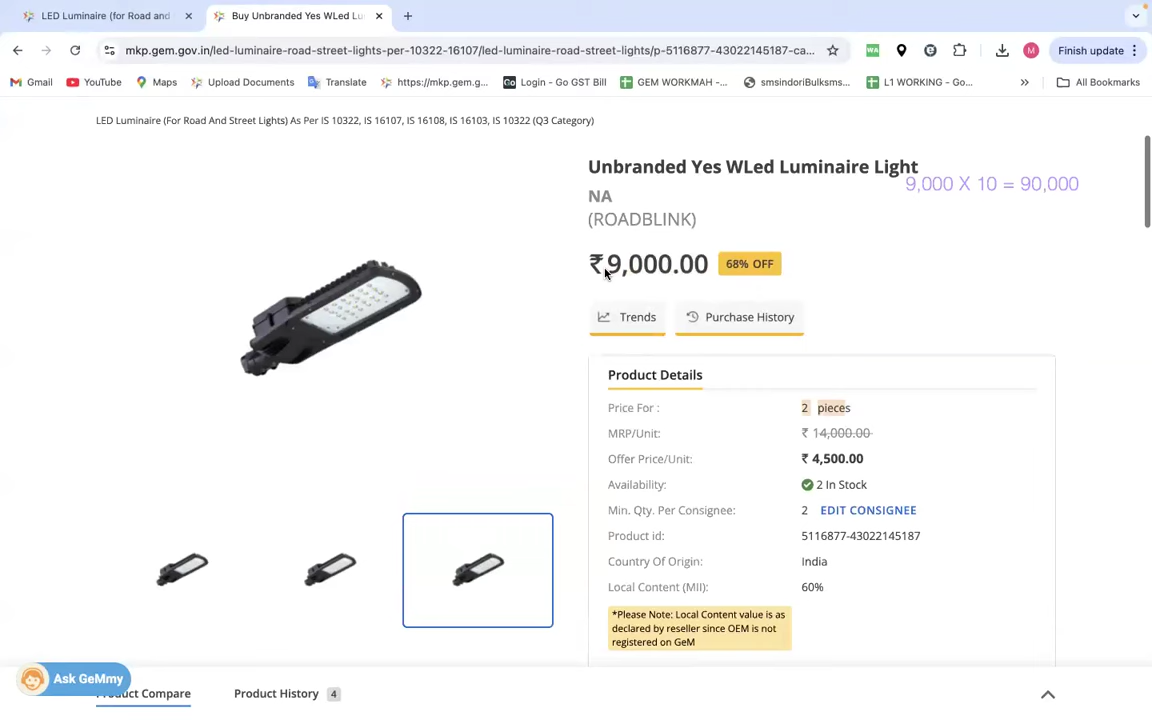 LED Luminaire (for Road and
Buy Unbranded Yes WLed Lu
mkp.gem.gov.in/led-luminaire-road-street-lights-per-10322-16107/led-luminaire-road-street-lights/p-5116877-43022145187-ca...
WA
M
Finish update
Gmail
YouTube
Maps
Upload Documents
Translate
https://mkp.gem.g...
Go
Login - Go GST Bill
GEM WORKMAH -...
smsindoriBulksms...
L1 WORKING - Go...
»
All Bookmarks
LED Luminaire (For Road And Street Lights) As Per IS 10322, IS 16107, IS 16108, IS 16103, IS 10322 (Q3 Category)
Unbranded Yes WLed Luminaire Light
9,000 X 10 = 90,000
NA
(ROADBLINK)
₹9,000.00 68% OFF
Trends
Purchase History
Product Details
Price For : 2 pieces
MRP/Unit: ₹ 14,000.00
Offer Price/Unit: ₹ 4,500.00
Availability: 2 In Stock
Min. Qty. Per Consignee: 2 EDIT CONSIGNEE
Product id: 5116877-43022145187
Country Of Origin: India
Local Content (MII): 60%
*Please Note: Local Content value is as
declared by reseller since OEM is not
registered on GeM
Ask GeMmy
Product Compare
Product History 4